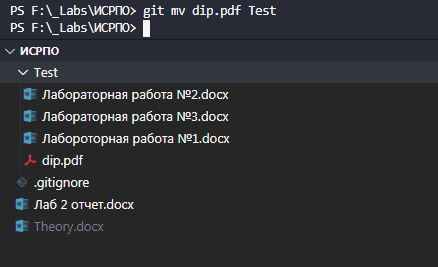 PS F:\_Labs\ИСРПО> git mv dip.pdf Test
PS F:\_Labs\ИСРПО>
ИСРПО
Test
Лабораторная работа №2.docx
Лабораторная работа №3.docx
Лабороторная работа №1.docx
dip.pdf
.gitignore
Лаб 2 отчет.docx
Theory.docx